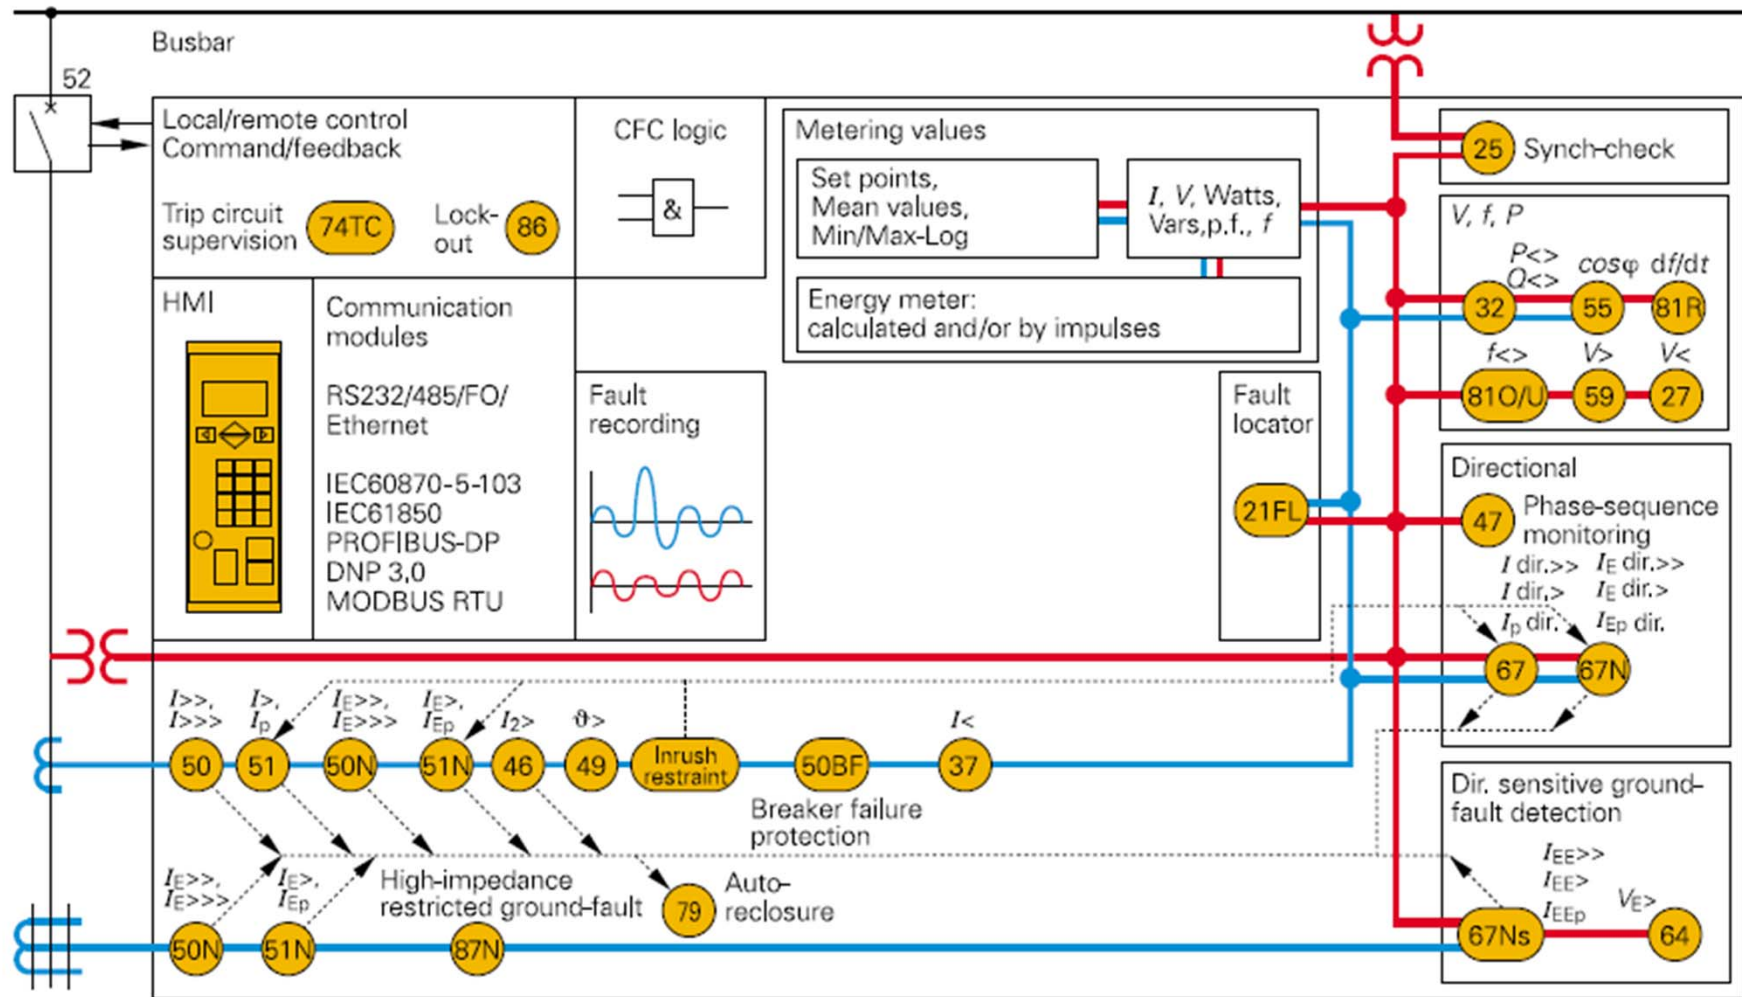 Busbar
52
Local/remote control
Command/feedback
Trip circuit
supervision
74TC
Lock-
out
86
CFC logic
&
Metering values
Set points,
Mean values,
Min/Max-Log
I, V, Watts,
Vars,p.f., f
Energy meter:
calculated and/or by impulses
25
Synch-check
V, f, P
P<>
Q<>
cosφ
df/dt
32
55
81R
f<>
V>
V<
81O/U
59
27
HMI
Communication
modules
RS232/485/FO/
Ethernet
IEC60870-5-103
IEC61850
PROFIBUS-DP
DNP 3,0
MODBUS RTU
Fault
recording
Fault
locator
21FL
Directional
47
Phase-sequence
monitoring
I dir.>>
I dir.>
Ip dir.
IE dir.>>
IE dir.>
IEp dir.
67
67N
I>>,
I>>>
I>,
Ip
IE>>,
IE>>>
IE>,
IEp
I2>
ϑ>
I<
50
51
50N
51N
46
49
Inrush
restraint
50BF
37
Breaker failure
protection
IE>>,
IE>>>
IE>,
IEp
High-impedance
restricted ground-fault
79
Auto-
reclosure
50N
51N
87N
Dir. sensitive ground-
fault detection
IEE>>
IEE>
IEEp
VE>
67Ns
64